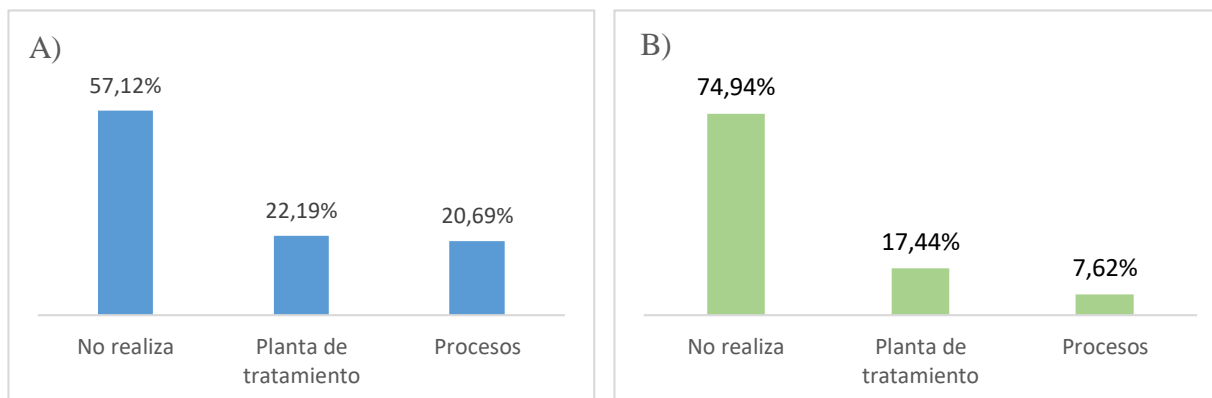 A)
57,12%
22,19%
20,69%
No realiza
Planta de
tratamiento
Procesos
B)
74,94%
17,44%
7,62%
No realiza
Planta de
tratamiento
Procesos